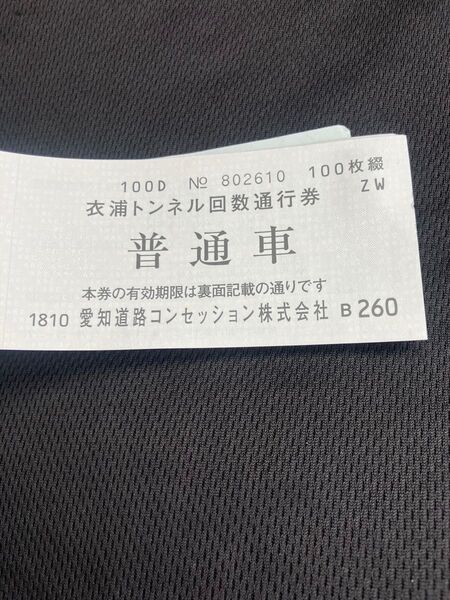 100D № 802610 100枚綴
ZW
衣浦トンネル回数通行券
普通車
本券の有効期限は裏面記載の通りです
1810 愛知道路コンセッション株式会社 B260